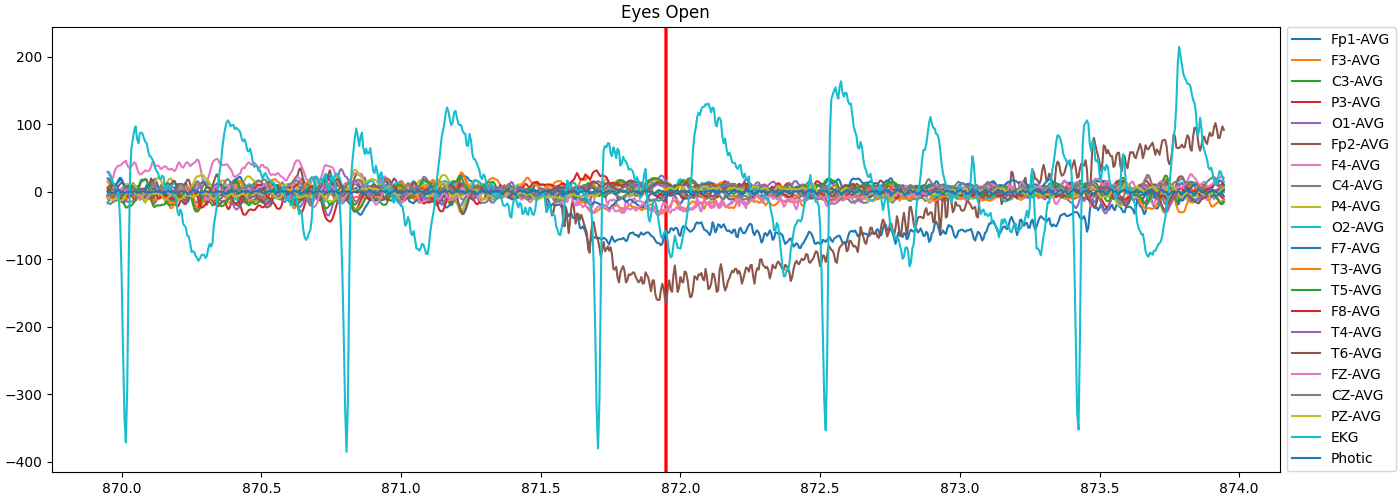 Eyes Open
200
100
0
−100
−200
−300
−400
870.0 870.5 871.0 871.5 872.0 872.5 873.0 873.5 874.0
Fp1-AVG
F3-AVG
C3-AVG
P3-AVG
O1-AVG
Fp2-AVG
F4-AVG
C4-AVG
P4-AVG
O2-AVG
F7-AVG
T3-AVG
T5-AVG
F8-AVG
T4-AVG
T6-AVG
FZ-AVG
CZ-AVG
PZ-AVG
EKG
Photic